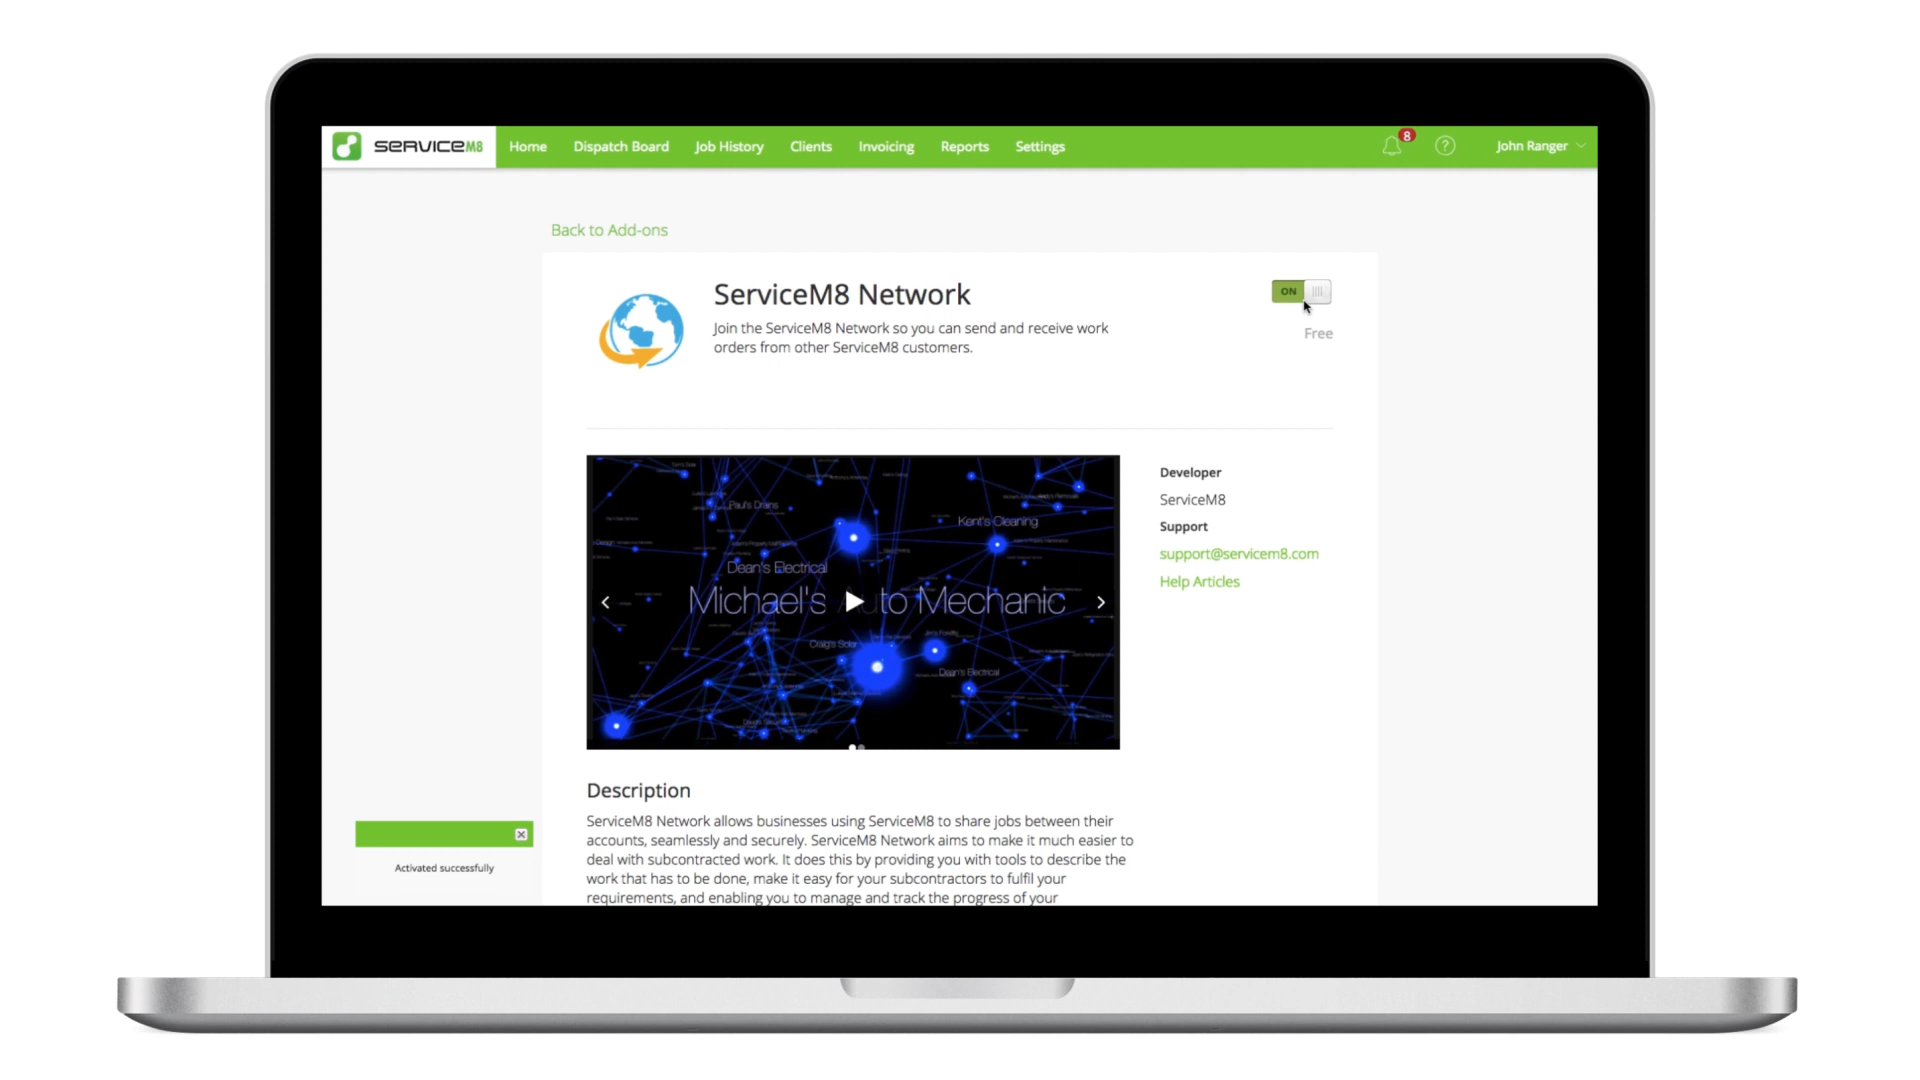 SERVICEM8
Home Dispatch Board Job History Clients Invoicing Reports Settings 8 ? John Ranger
Back to Add-ons
ServiceM8 Network
ON
Join the ServiceM8 Network so you can send and receive work
orders from other ServiceM8 customers.
Free
Developer
ServiceM8
Support
support@servicem8.com
Help Articles
Paul's Drains
Kent's Cleaning
Dean's Electrical
Michael's to Mechanic
Craig's Solar
Dean's Electrical
Description
ServiceM8 Network allows businesses using ServiceM8 to share jobs between their
accounts, seamlessly and securely. ServiceM8 Network aims to make it much easier to
deal with subcontracted work. It does this by providing you with tools to describe the
work that has to be done, make it easy for your subcontractors to fulfil your
requirements, and enabling you to manage and track the progress of your
Activated successfully